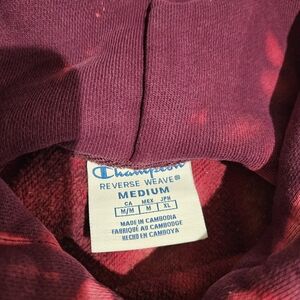 Champion
REVERSE WEAVE®
MEDIUM
CA MEX JPN
M/M M XL
MADE IN CAMBODIA
FABRIQUÉ AU CAMBODGE
HECHO EN CAMBOYA